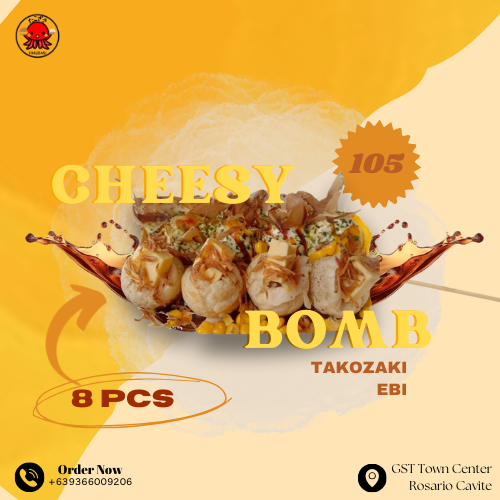 CHEESY
105
BOMB
TAKOZAKI
EBI
8 PCS
Order Now
+639366009206
GST Town Center
Rosario Cavite